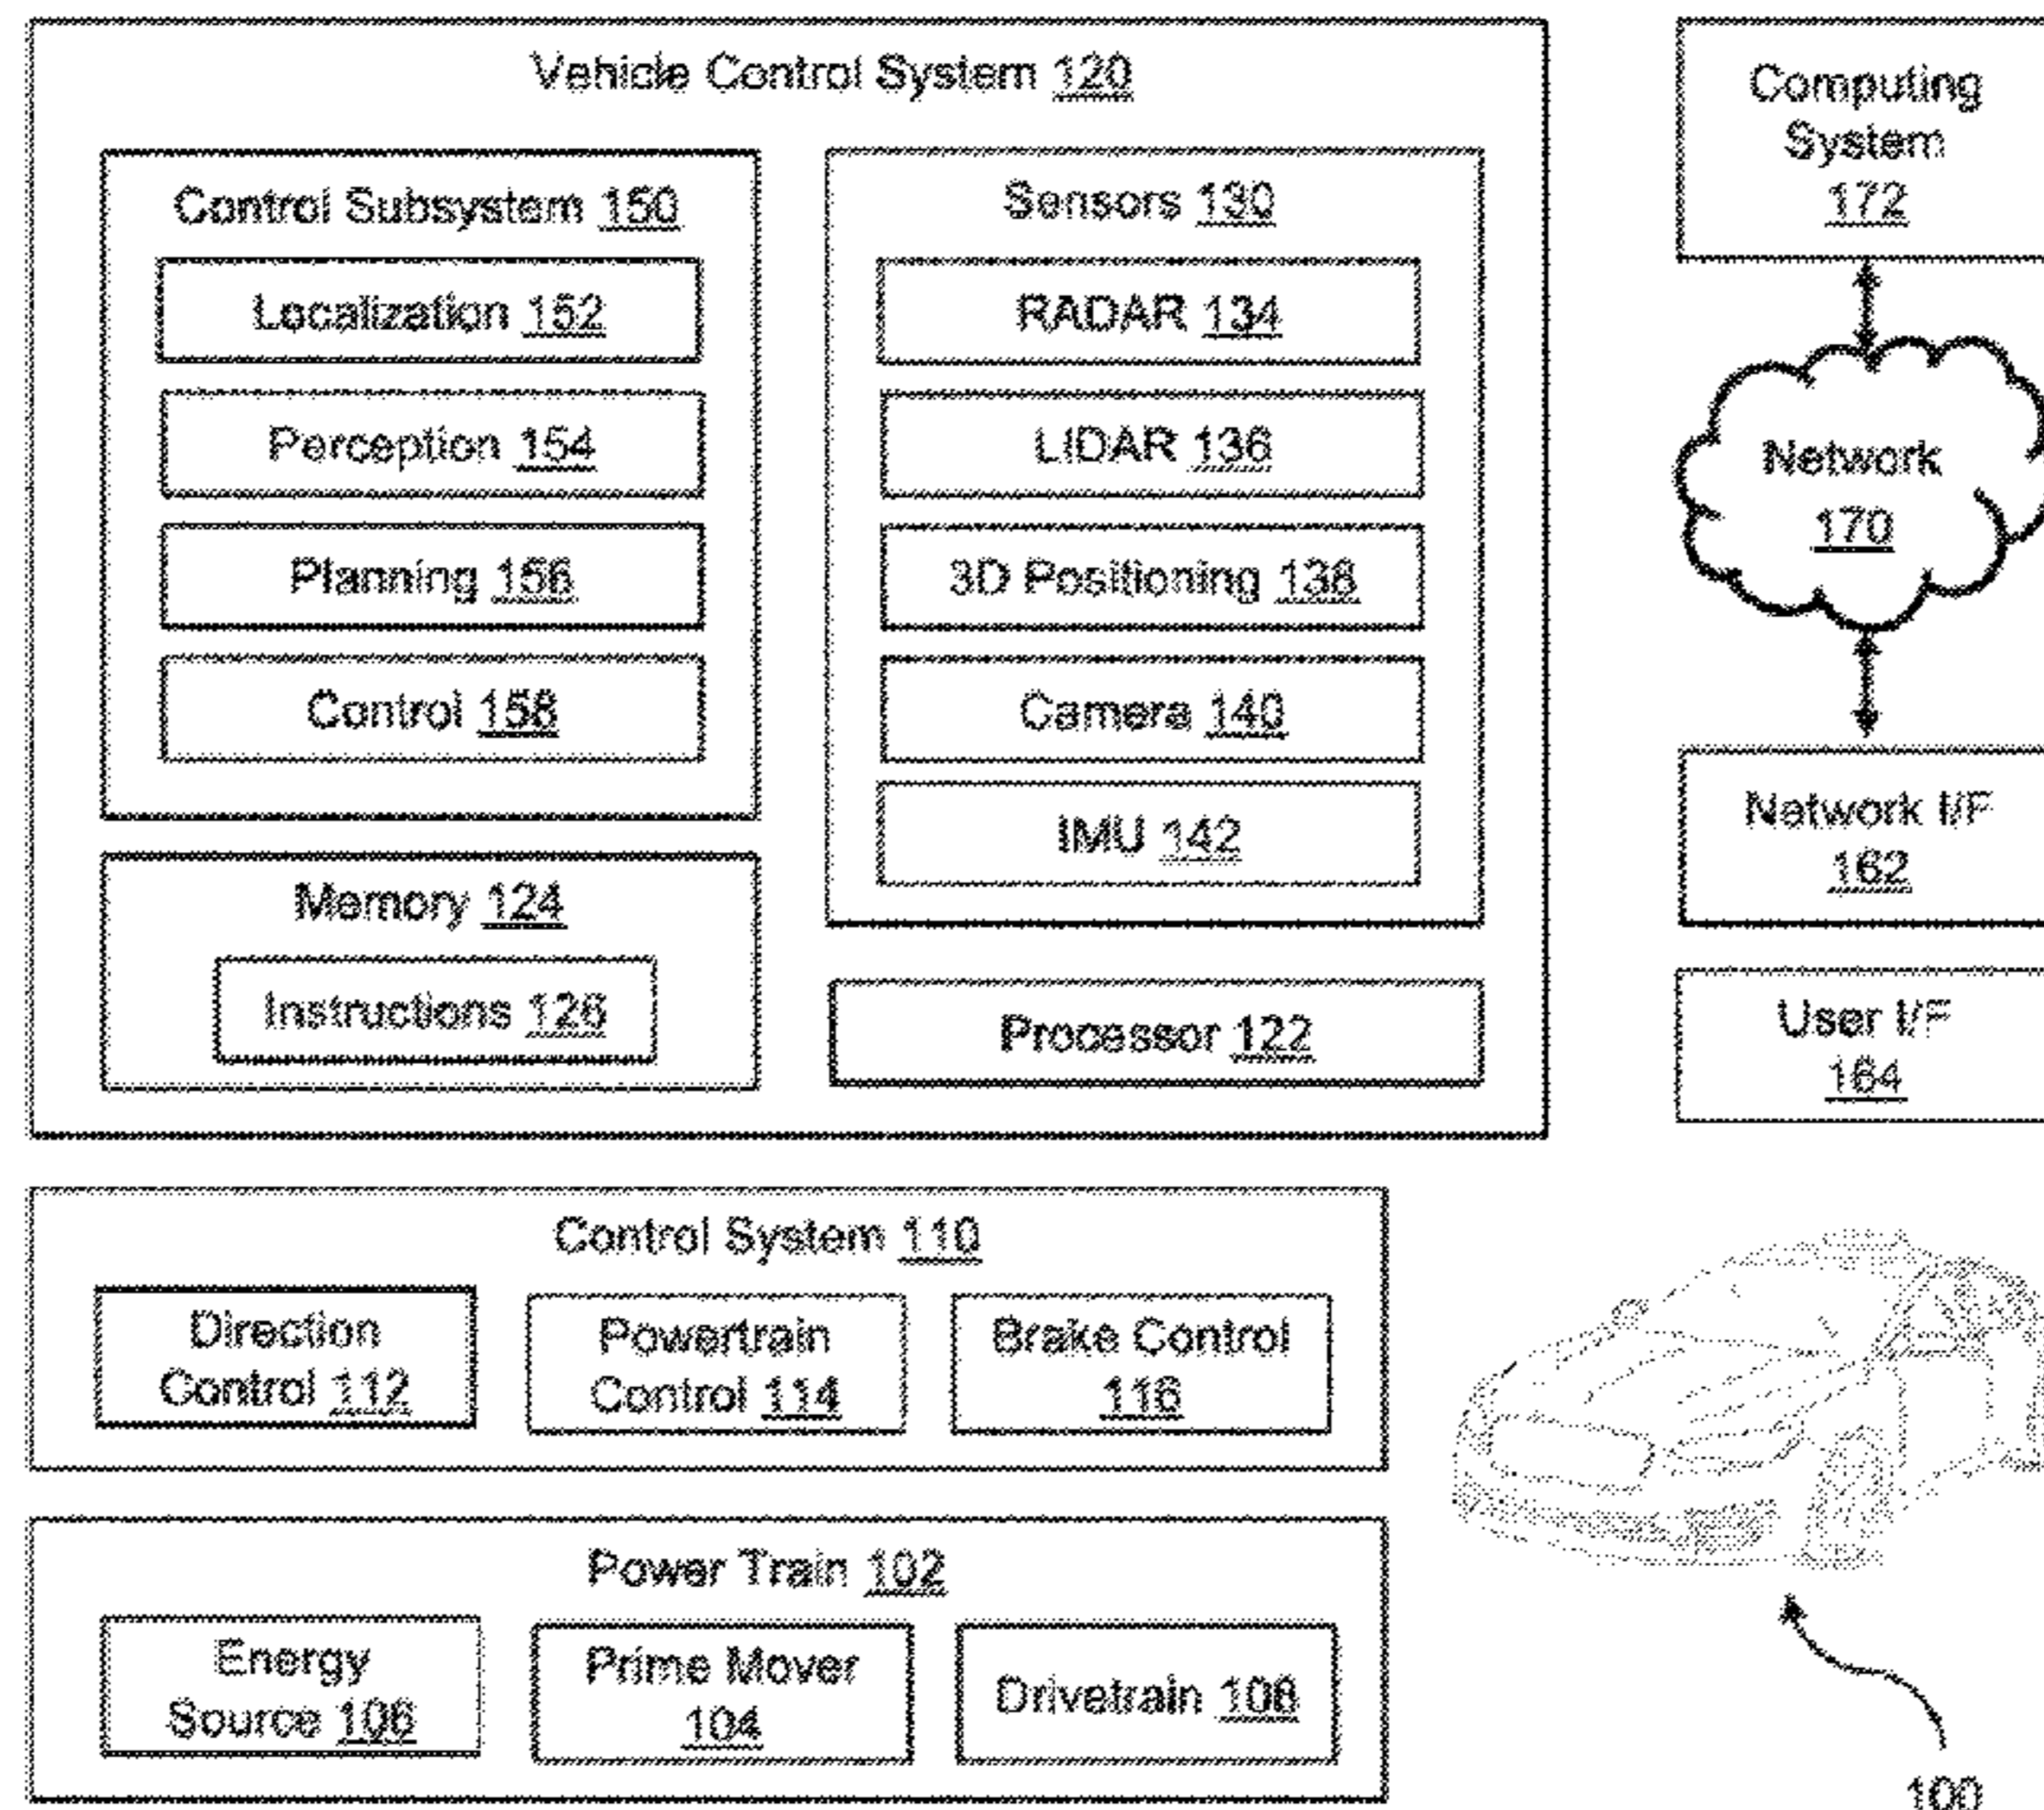 Vehicle Control System 120
Control Subsystem 150
Localization 152
Perception 154
Planning 156
Control 158
Memory 124
Instructions 126
Sensors 130
RADAR 134
LIDAR 136
3D Positioning 138
Camera 140
IMU 142
Processor 122
Computing
System
172
Network
170
Network I/F
162
User I/F
164
Control System 110
Direction
Control 112
Powertrain
Control 114
Brake Control
116
Power Train 102
Energy
Source 106
Prime Mover
104
Drivetrain 108
100